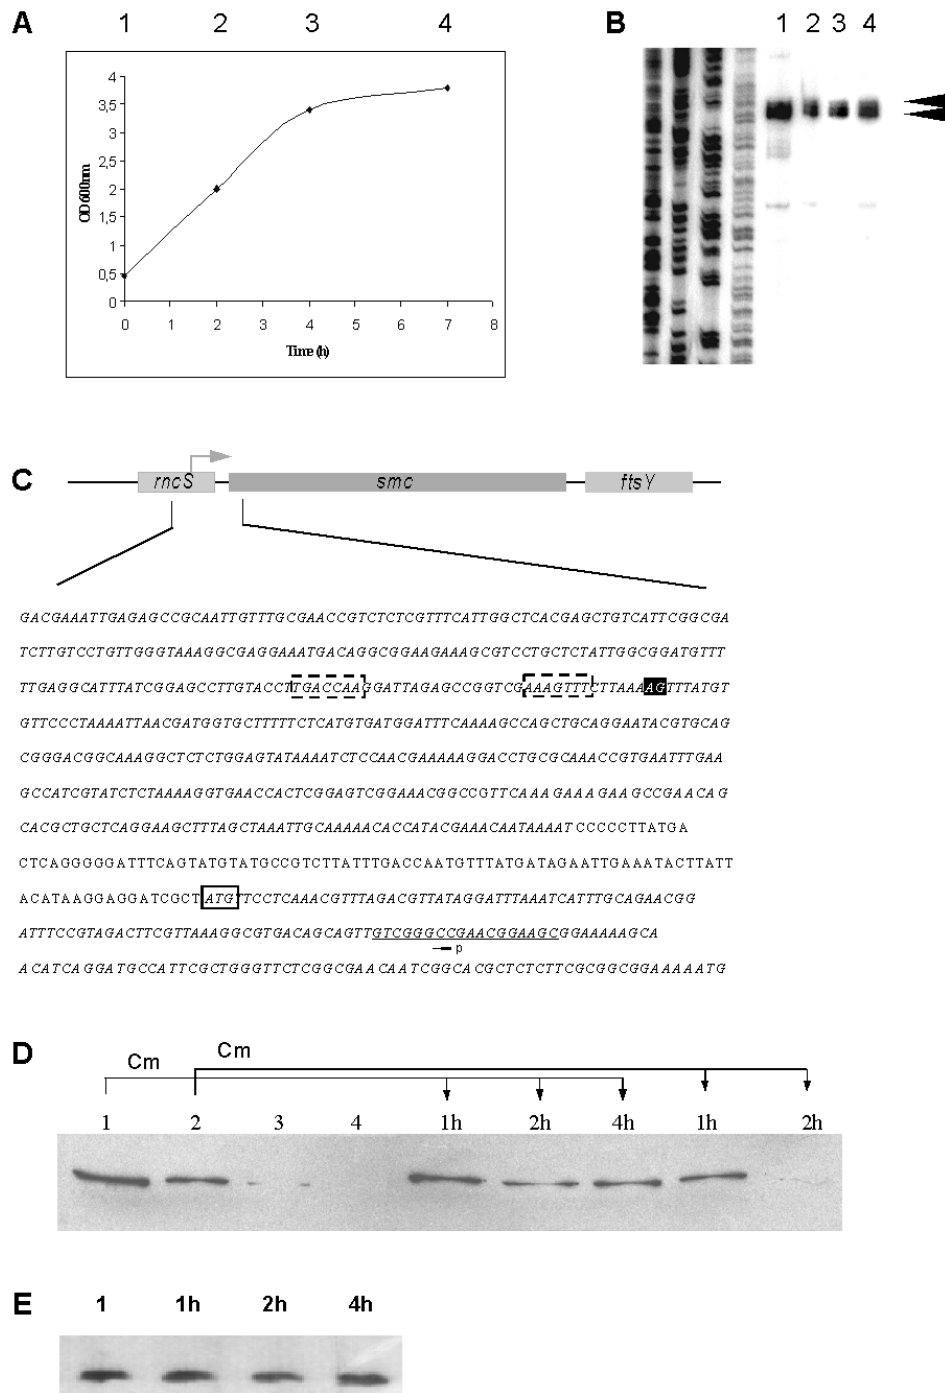 A 1 2 3 4
B 1 2 3 4
4
3,5
3
2,5
2
1,5
1
0,5
0
OD 600nm
0 1 2 3 4 5 6 7 8
Time (h)
C
rncS smc ftsY
GACGAAATTGAGAGCCGCAATTGTTTGCGAACCGTCTCTCGTTTCATTGGCTCACGAGCTGTCATTCGGCGA
TCTTGTCCTGTTGGGTAAAGGCGAGGAAATGACAGGCGGAAGAAAGCGTCCTGCTCTATTGGCGGATGTTT
TTGAGGCATTTATCGGAGCCTTGTACCTTGACCAAGGATTAGAGCCGGTCGAAAGTTTCTTAAAAGTTTATGT
GTTCCCTAAAATTAACGATGGTGCTTTTTCTCATGTGATGGATTTCAAAAGCCAGCTGCAGGAATACGTGCAG
CGGGACGGCAAAGGCTCTCTGGAGTATAAAATCTCCAACGAAAAAGGACCTGCGCAAACCGTGAATTTGAA
GCCATCGTATCTCTAAAAGGTGAACCACTCGGAGTCGGAAACGGCCGTTCAAAGAAAGAAGCCGAACAG
CACGCTGCTCAGGAAGCTTTAGCTAAATTGCAAAAACACCATACGAAACAATAAAATCCCCCTTATGA
CTCAGGGGGATTTCAGTATGTATGCCGTCTTATTTGACCAATGTTTATGATAGAATTGAAATACTTATT
ACATAAGGAGGATCGCTATGTTCCTCAAACGTTTAGACGTTATAGGATTTAAATCATTTGCAGAACGG
ATTTCCGTAGACTTCGTTAAAGGCGTGACAGCAGTTGTCGGGCCGAACGGAAGCGGAAAAAGCA
p
ACATCAGGATGCCATTCGCTGGGTTCTCGGCGAACAATCGGCACGCTCTCTTCGCGGCGGAAAAATG
D
Cm Cm
1 2 3 4 1h 2h 4h 1h 2h
E 1 1h 2h 4h